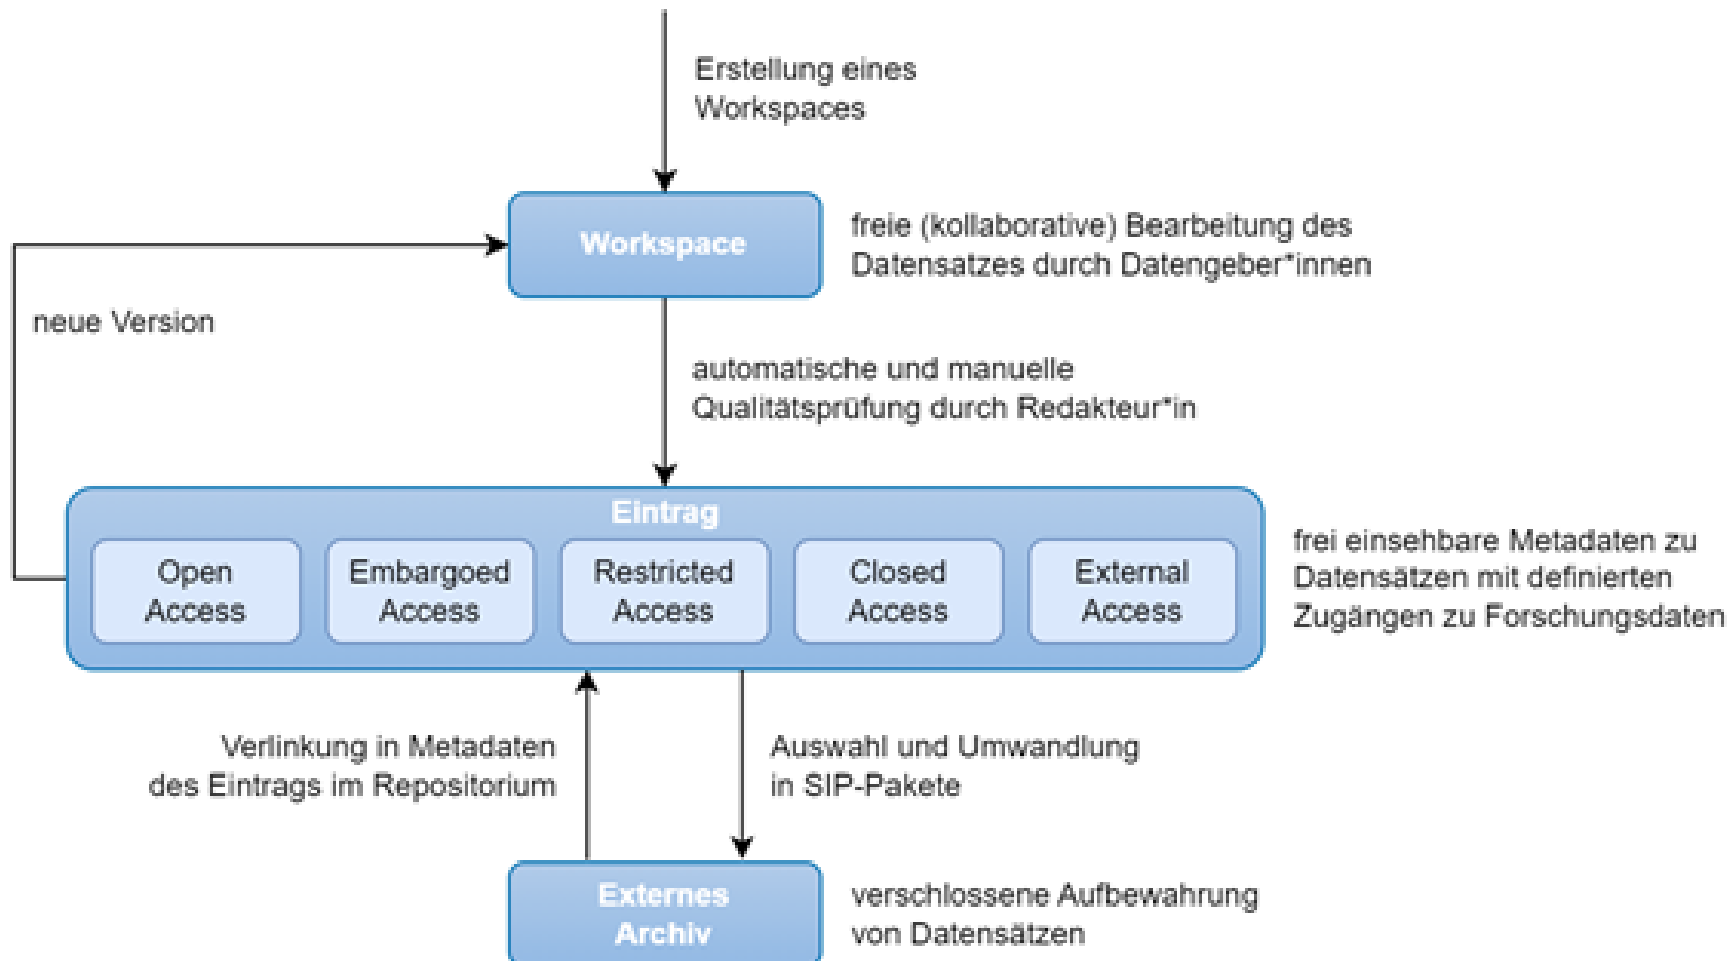 Erstellung eines
Workspaces
Workspace
freie (kollaborative) Bearbeitung des
Datensatzes durch Datengeber*innen
neue Version
automatische und manuelle
Qualitätsprüfung durch Redakteur*in
Eintrag
Open
Access
Embargoed
Access
Restricted
Access
Closed
Access
External
Access
frei einsehbare Metadaten zu
Datensätzen mit definierten
Zugängen zu Forschungsdaten
Verlinkung in Metadaten
des Eintrags im Repositorium
Auswahl und Umwandlung
in SIP-Pakete
Externes
Archiv
verschlossene Aufbewahrung
von Datensätzen